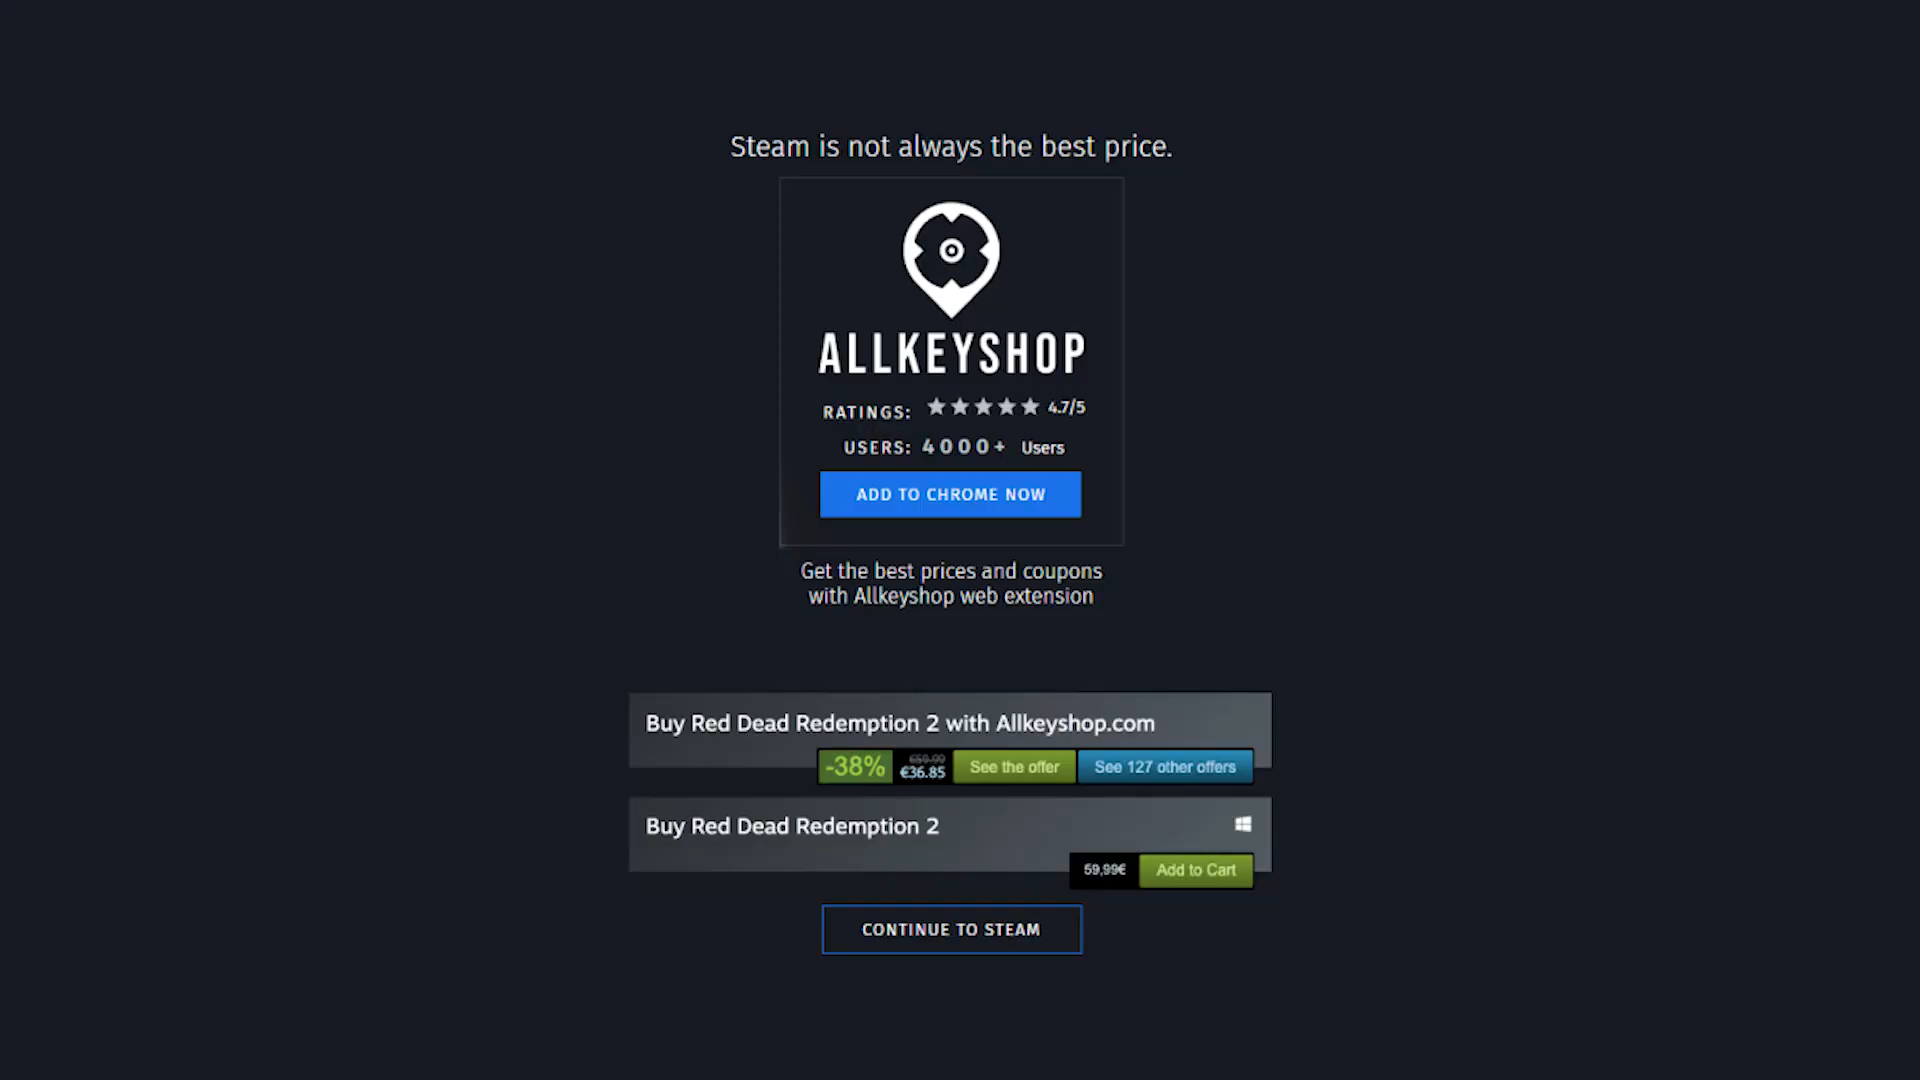 Steam is not always the best price.
ALLKEYSHOP
RATINGS: ★★★★★ 4.7/5
USERS: 4000+ Users
ADD TO CHROME NOW
Get the best prices and coupons
with Allkeyshop web extension
Buy Red Dead Redemption 2 with Allkeyshop.com
-38% €59.99 €36.85 See the offer See 127 other offers
Buy Red Dead Redemption 2
59,99€ Add to Cart
CONTINUE TO STEAM